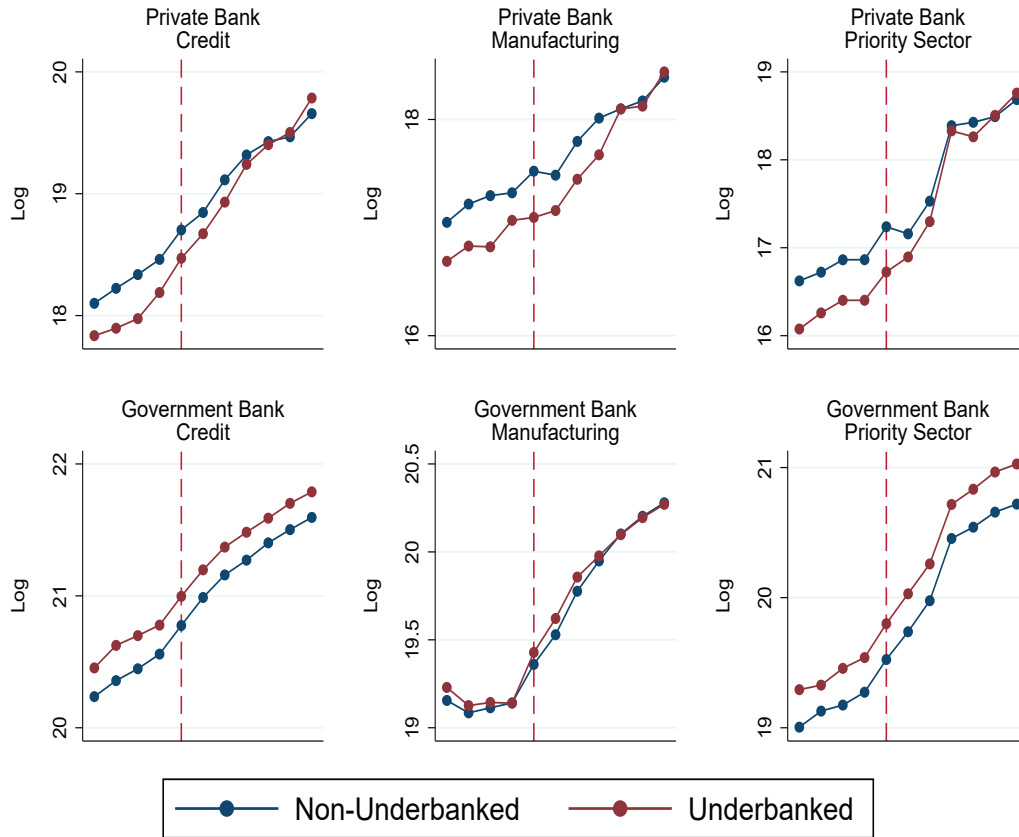 Private Bank
Credit
Private Bank
Manufacturing
Private Bank
Priority Sector
20
19
18
Log
18
16
Log
19
18
17
16
Log
Government Bank
Credit
Government Bank
Manufacturing
Government Bank
Priority Sector
22
21
20
Log
20.5
20
19.5
19
Log
21
20
19
Log
Non-Underbanked
Underbanked